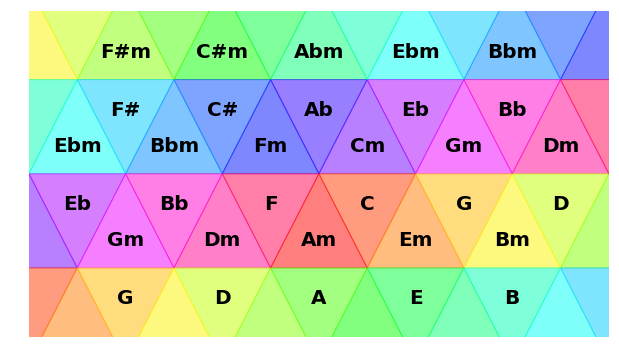 F#m C#m Abm Ebm Bbm
F# C# Ab Eb Bb
Ebm Bbm Fm Cm Gm Dm
Eb Bb F C G D
Gm Dm Am Em Bm
G D A E B